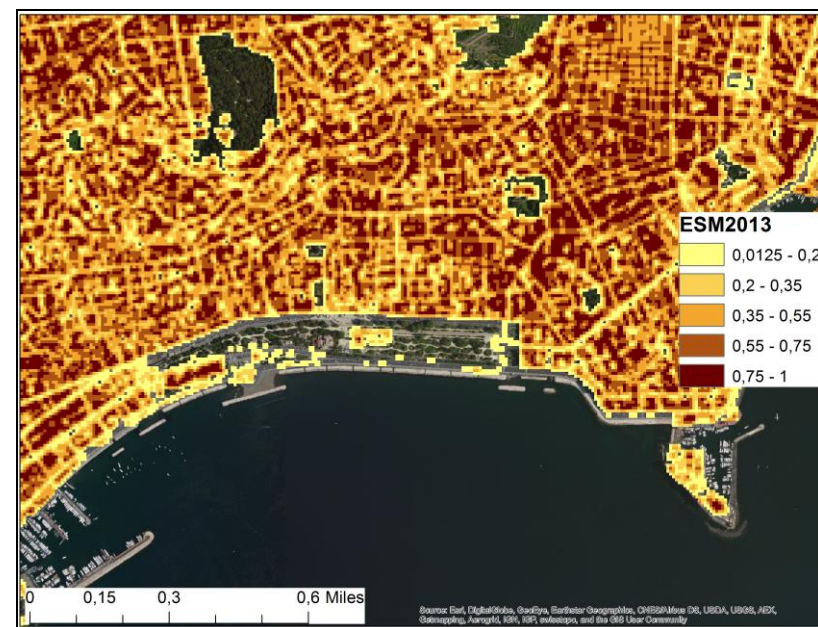 ESM2013
0,0125 - 0,2
0,2 - 0,35
0,35 - 0,55
0,55 - 0,75
0,75 - 1
0 0,15 0,3 0,6 Miles
Source: Esri, DigitalGlobe, GeoEye, Earthstar Geographics, CNES/Airbus DS, USDA, USGS, AEX,
Getmapping, Aerogrid, IGN, IGP, swisstopo, and the GIS User Community